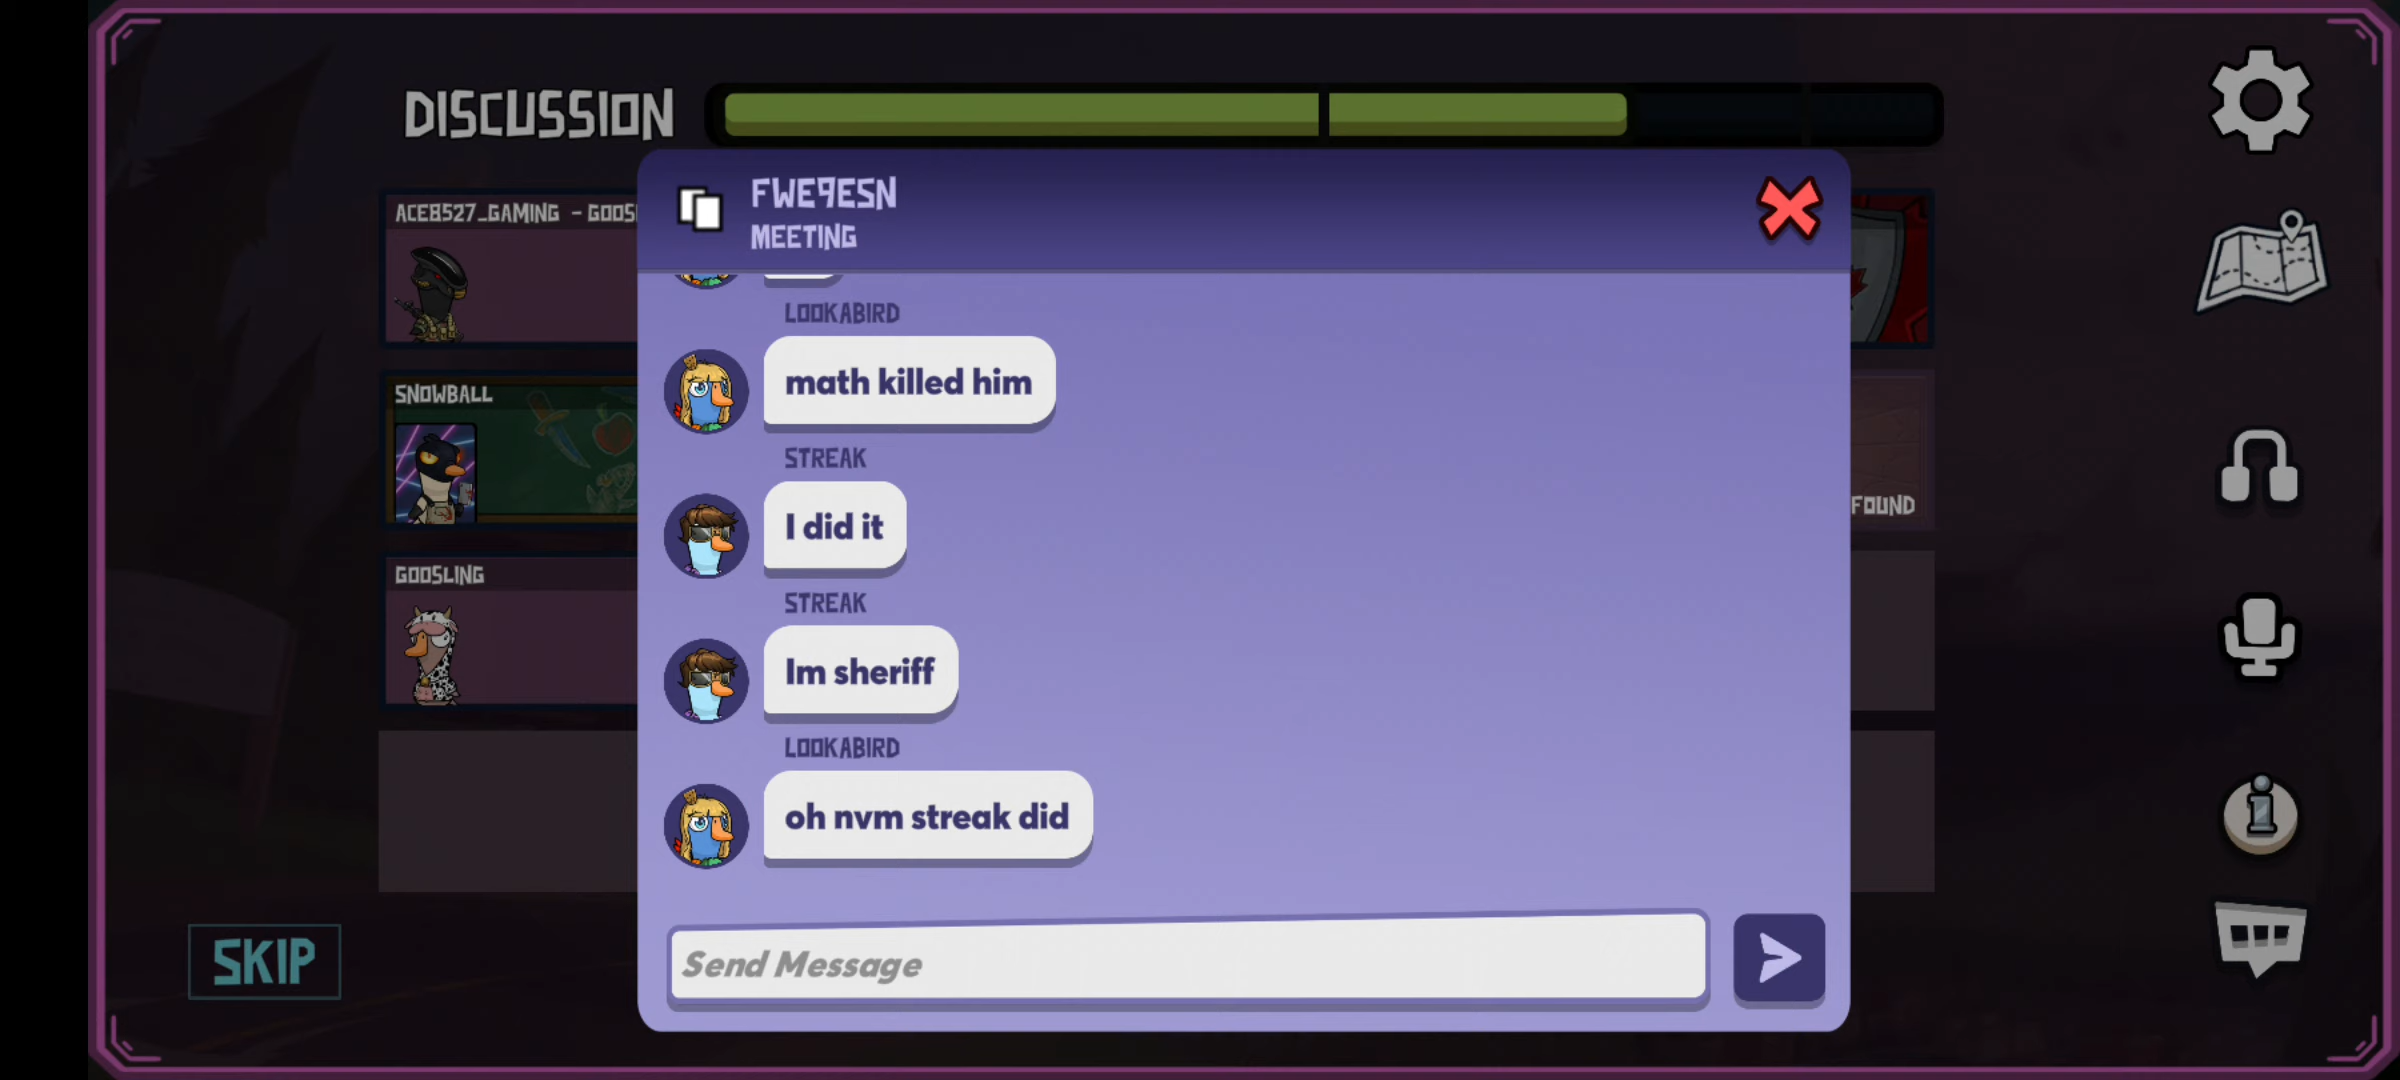 DISCUSSION
FWE9ESN
MEETING
ACE8527_GAMING - GOOS
SNOWBALL
GOOSLING
LOOKABIRD
math killed him
STREAK
I did it
STREAK
Im sheriff
LOOKABIRD
oh nvm streak did
FOUND
Send Message
SKIP